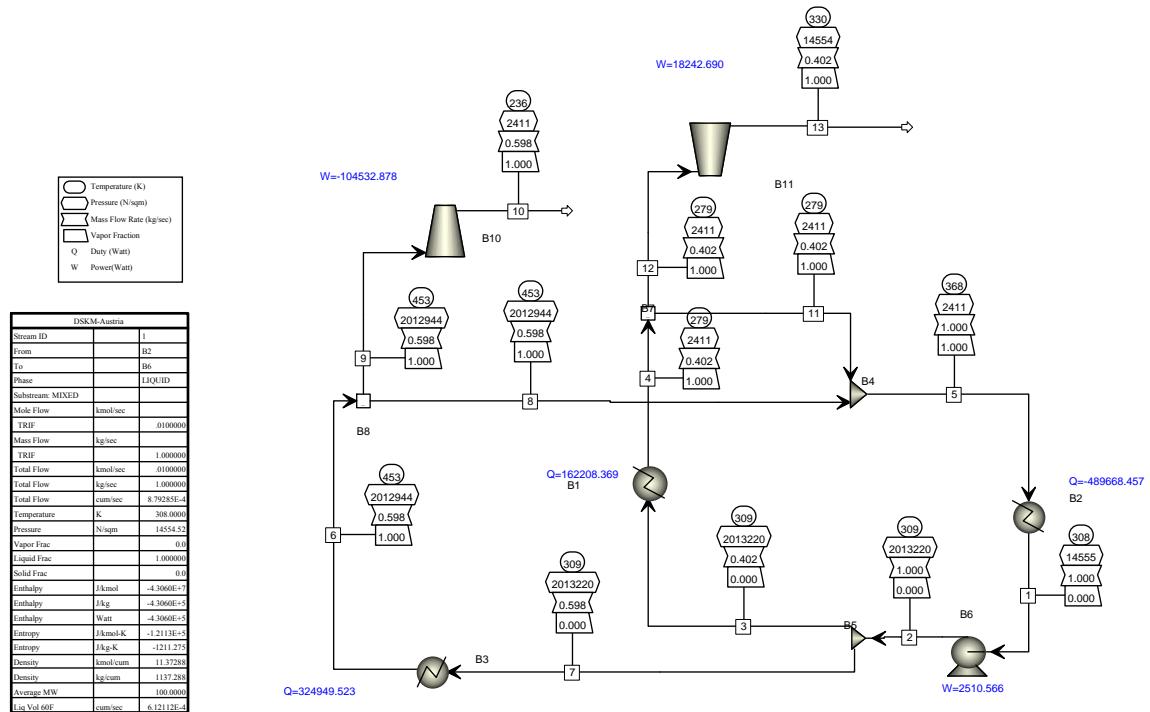 330
14554
0.402
1.000
W=18242.690
13
236
2411
0.598
1.000
W=-104532.878
10
B10
B11
Temperature (K)
Pressure (N/sqm)
Mass Flow Rate (kg/sec)
Vapor Fraction
Q Duty (Watt)
W Power(Watt)
279
2411
0.402
1.000
12
279
2411
0.402
1.000
11
453
2012944
0.598
1.000
9
453
2012944
0.598
1.000
8
B7
279
2411
0.402
1.000
4
368
2411
1.000
1.000
5
B4
B8
DSKM-Austria
Stream ID 1
From B2
To B6
Phase LIQUID
Substream: MIXED
Mole Flow kmol/sec
TRIF .0100000
Mass Flow kg/sec
TRIF 1.000000
Total Flow kmol/sec .0100000
Total Flow kg/sec 1.000000
Total Flow cum/sec 8.79285E-4
Temperature K 308.0000
Pressure N/sqm 14554.52
Vapor Frac 0.0
Liquid Frac 1.000000
Solid Frac 0.0
Enthalpy J/kmol -4.3060E+7
Enthalpy J/kg -4.3060E+5
Enthalpy Watt -4.3060E+5
Entropy J/kmol-K -1.2113E+5
Entropy J/kg-K -1211.275
Density kmol/cum 11.37288
Density kg/cum 1137.288
Average MW 100.0000
Liq Vol 60F cum/sec 6.12112E-4
Q=162208.369
B1
Q=-489668.457
B2
453
2012944
0.598
1.000
6
309
2013220
0.402
0.000
3
309
2013220
1.000
0.000
2
308
14555
1.000
0.000
1
309
2013220
0.598
0.000
7
B5
B6
B3
Q=324949.523
W=2510.566